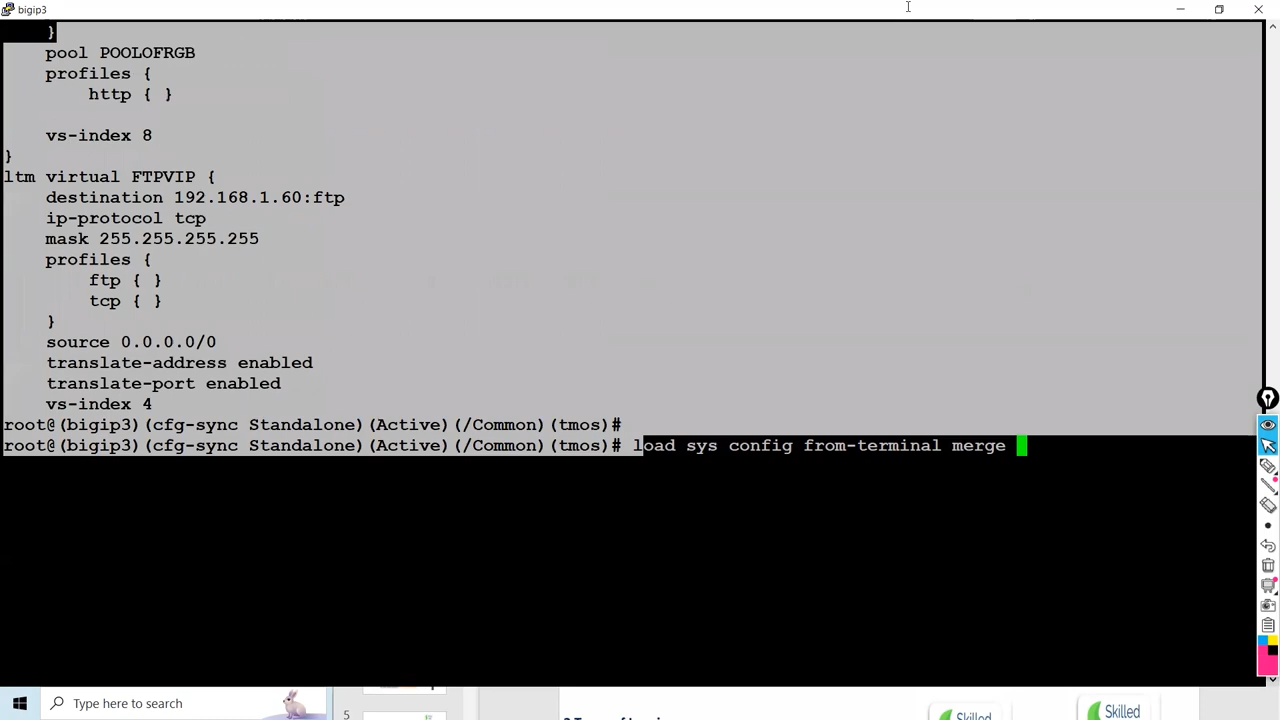 bigip3
}
pool POOLOFRGB
profiles {
http { }
vs-index 8
}
ltm virtual FTPVIP {
destination 192.168.1.60:ftp
ip-protocol tcp
mask 255.255.255.255
profiles {
ftp { }
tcp { }
}
source 0.0.0.0/0
translate-address enabled
translate-port enabled
vs-index 4
root@(bigip3)(cfg-sync Standalone)(Active)(/Common)(tmos)#
root@(bigip3)(cfg-sync Standalone)(Active)(/Common)(tmos)# load sys config from-terminal merge
Type here to search
5
Skilled
Skilled